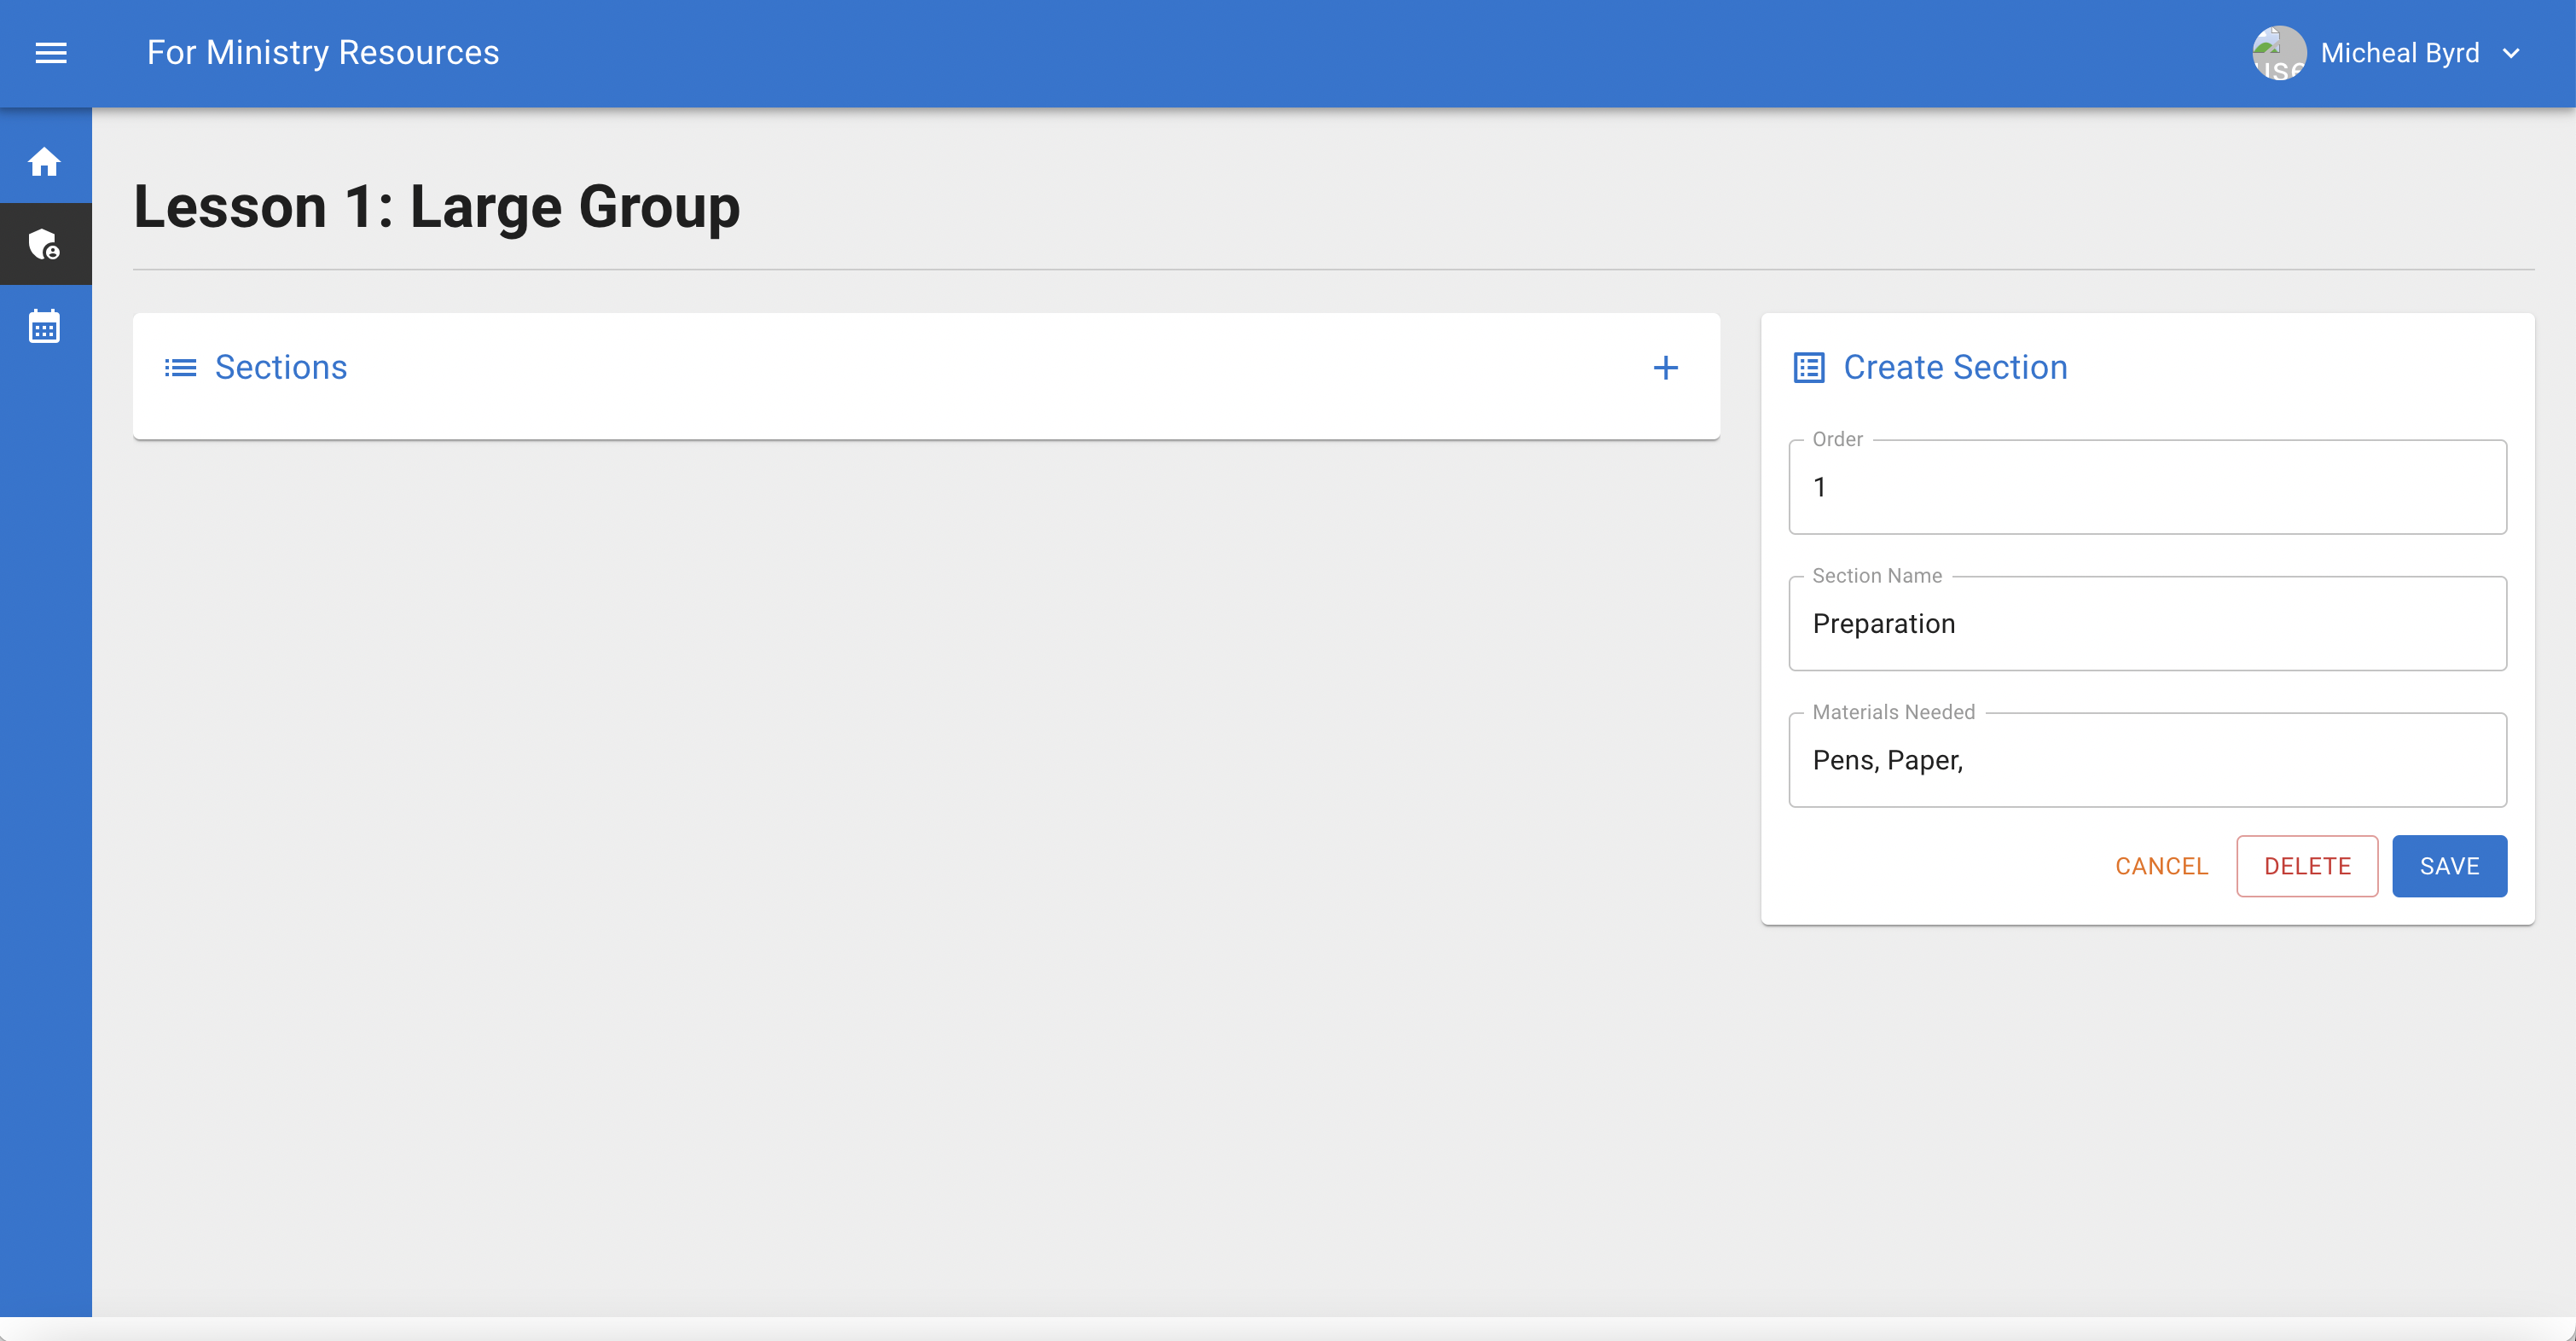 For Ministry Resources
Micheal Byrd
Lesson 1: Large Group
Sections
Create Section
Order
1
Section Name
Preparation
Materials Needed
Pens, Paper,
CANCEL
DELETE
SAVE